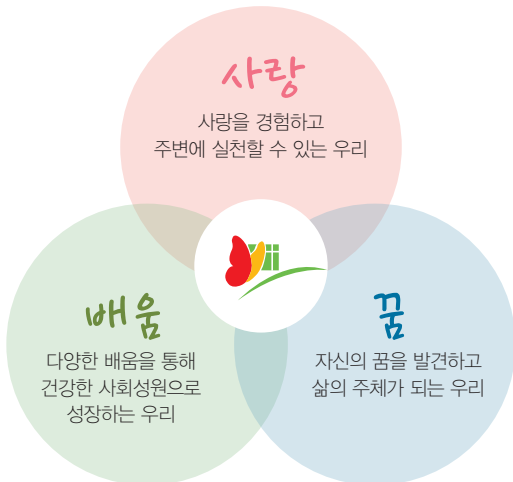 사랑
사랑을 경험하고
주변에 실천할 수 있는 우리
배움
다양한 배움을 통해
건강한 사회성원으로
성장하는 우리
꿈
자신의 꿈을 발견하고
삶의 주체가 되는 우리